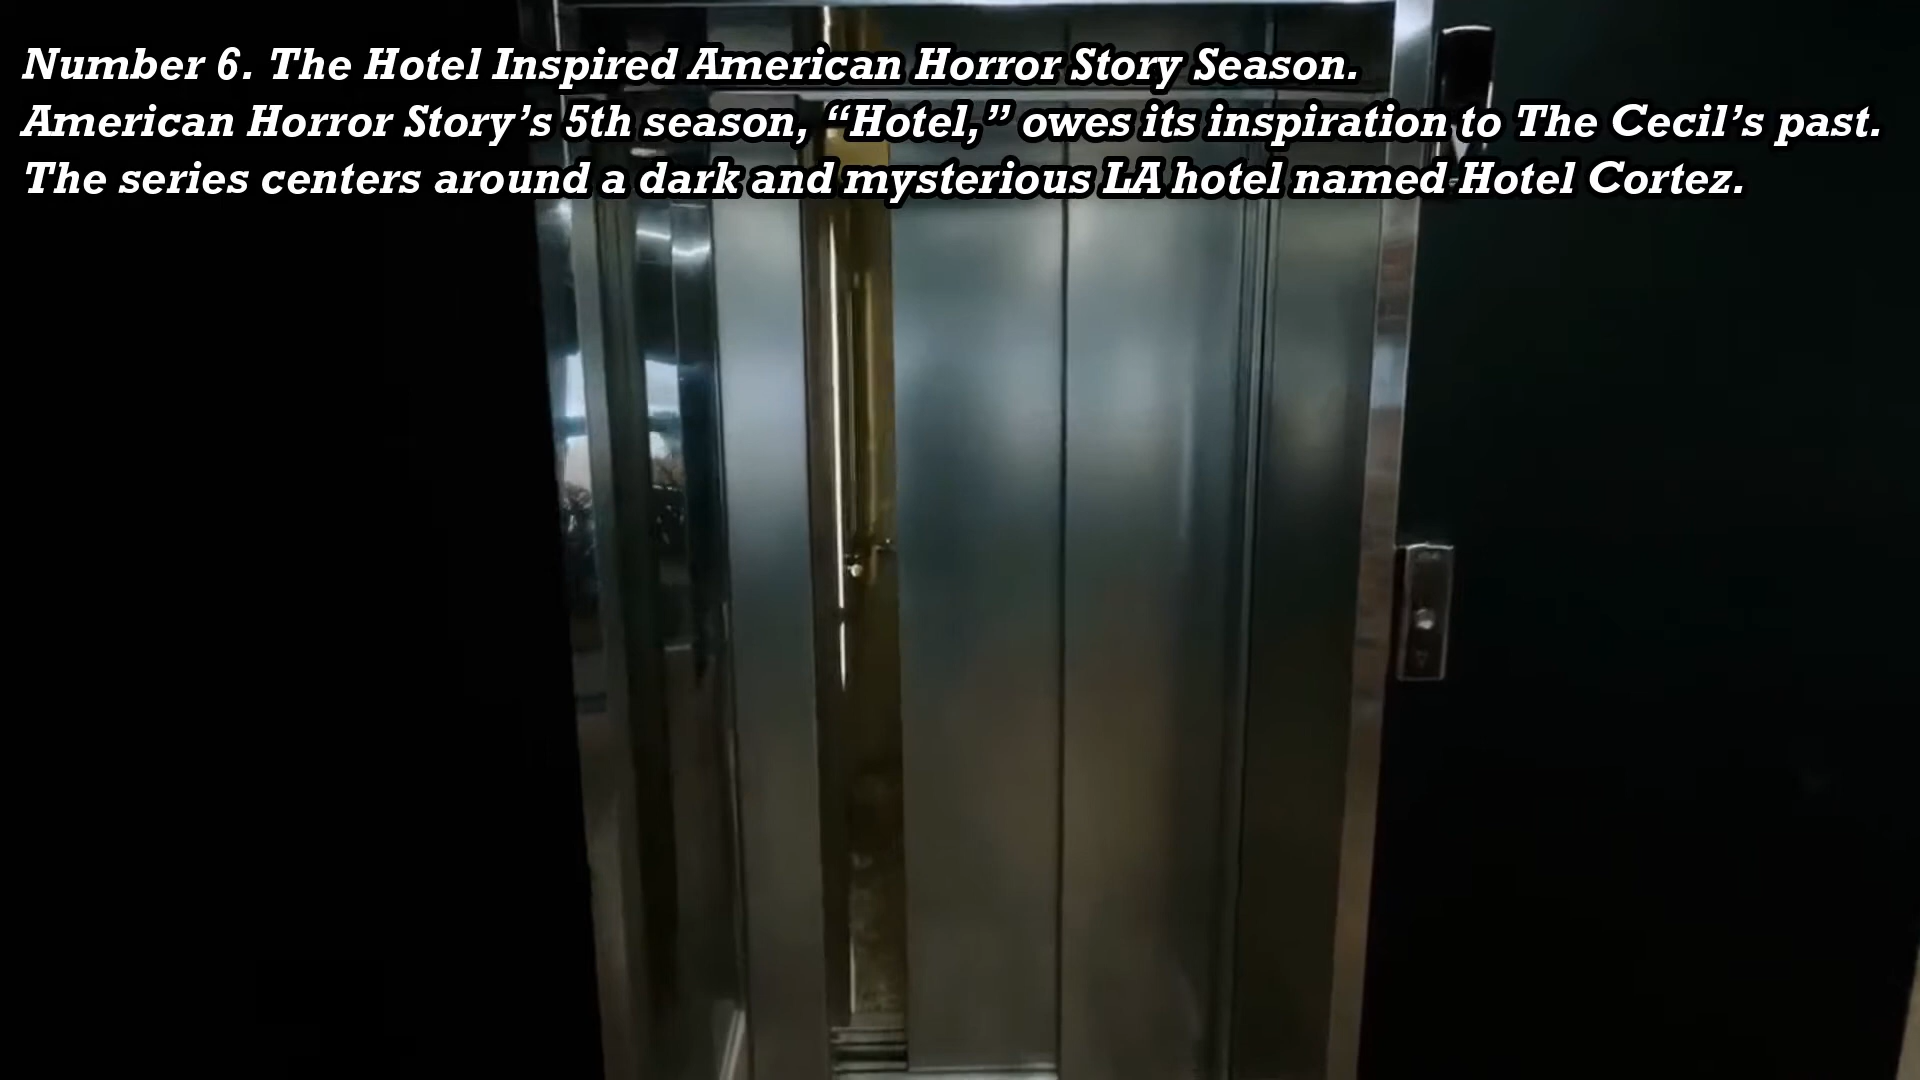 Number 6. The Hotel Inspired American Horror Story Season.
American Horror Story’s 5th season, “Hotel,” owes its inspiration to The Cecil’s past.
The series centers around a dark and mysterious LA hotel named Hotel Cortez.